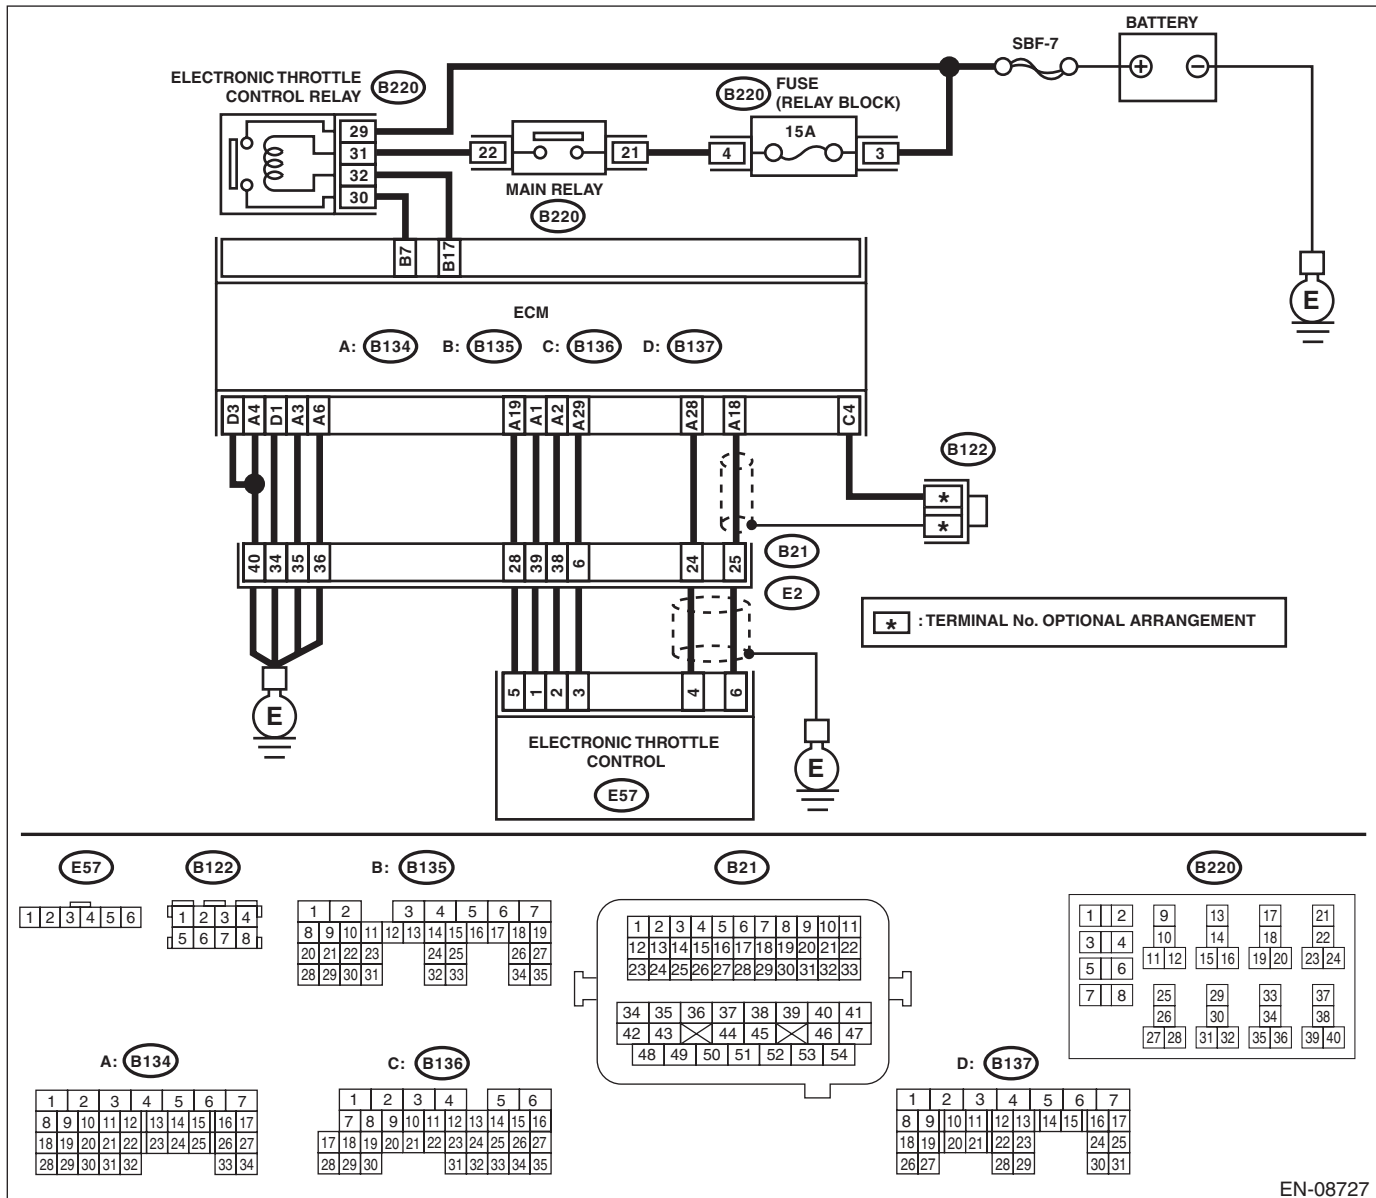 BATTERY
SBF-7
ELECTRONIC THROTTLE
CONTROL RELAY
B220
B220
FUSE
(RELAY BLOCK)
15A
29
31
32
30
22
21
4
3
MAIN RELAY
B220
E
B7
B17
ECM
A: B134 B: B135 C: B136 D: B137
D3 A4 D1 A3 A6 A19 A1 A2 A29 A28 A18 C4
B122
*
*
40 34 35 36 28 39 38 6 24 25
B21
E2
* : TERMINAL No. OPTIONAL ARRANGEMENT
5 1 2 3 4 6
E
ELECTRONIC THROTTLE
CONTROL
E57
E
E57
1 2 3 4 5 6
B122
1 2 3 4
5 6 7 8
B: B135
1 2 3 4 5 6 7
8 9 10 11 12 13 14 15 16 17 18 19
20 21 22 23 24 25 26 27
28 29 30 31 32 33 34 35
B21
1 2 3 4 5 6 7 8 9 10 11
12 13 14 15 16 17 18 19 20 21 22
23 24 25 26 27 28 29 30 31 32 33
34 35 36 37 38 39 40 41
42 43 44 45 46 47
48 49 50 51 52 53 54
B220
1 2 9 13 17 21
3 4 10 14 18 22
5 6 11 12 15 16 19 20 23 24
7 8 25 29 33 37
26 30 34 38
27 28 31 32 35 36 39 40
A: B134
1 2 3 4 5 6 7
8 9 10 11 12 13 14 15 16 17
18 19 20 21 22 23 24 25 26 27
28 29 30 31 32 33 34
C: B136
1 2 3 4 5 6
7 8 9 10 11 12 13 14 15 16
17 18 19 20 21 22 23 24 25 26 27
28 29 30 31 32 33 34 35
D: B137
1 2 3 4 5 6 7
8 9 10 11 12 13 14 15 16 17
18 19 20 21 22 23 24 25
26 27 28 29 30 31
EN-08727